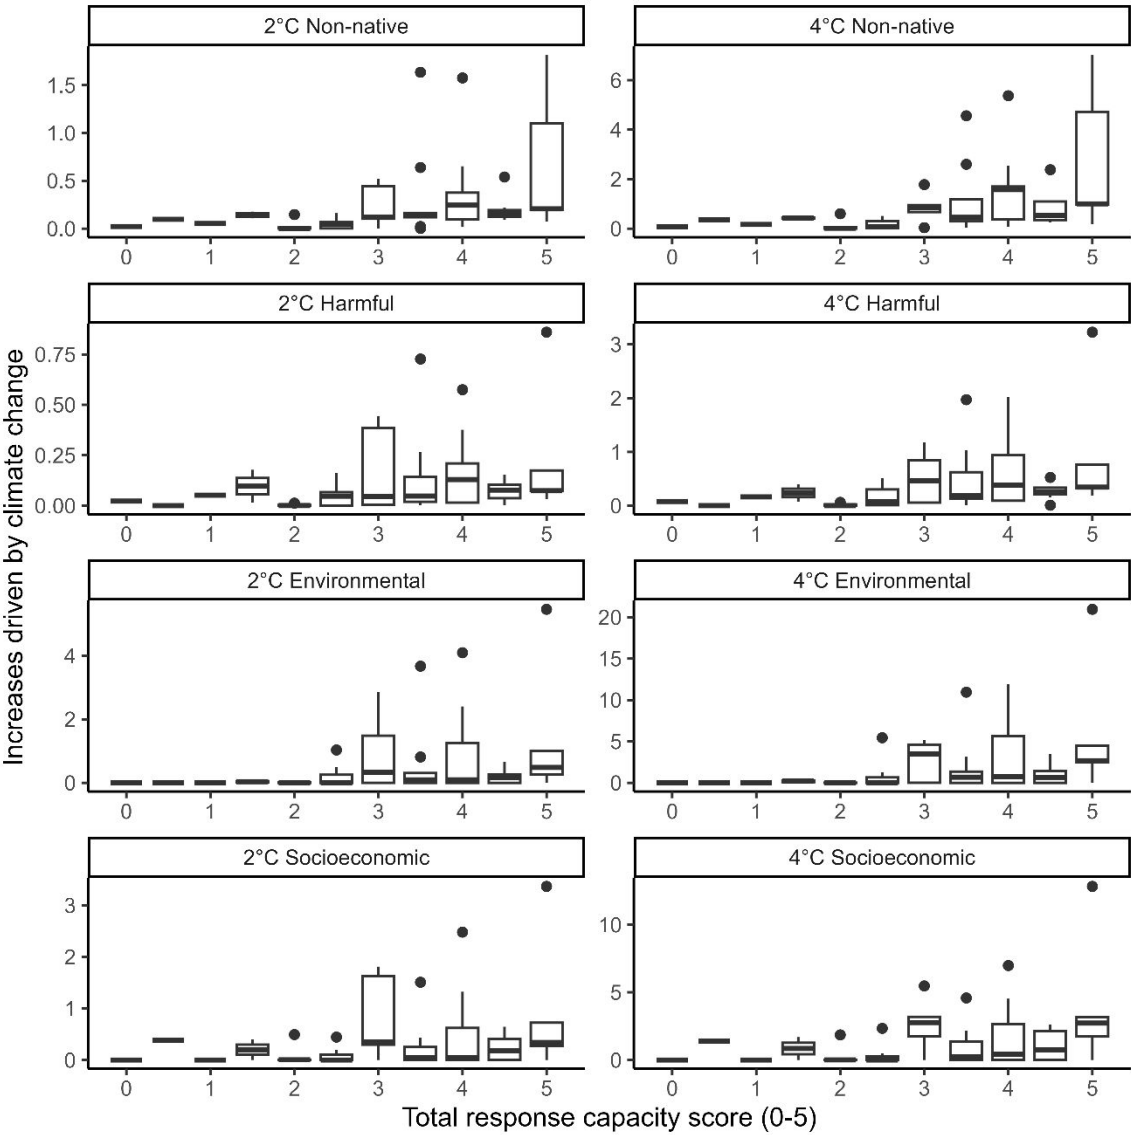 2°C Non-native
1.5
1.0
0.5
0.0
0 1 2 3 4 5
4°C Non-native
6
4
2
0
0 1 2 3 4 5
2°C Harmful
0.75
0.50
0.25
0.00
0 1 2 3 4 5
4°C Harmful
3
2
1
0
0 1 2 3 4 5
2°C Environmental
4
2
0
0 1 2 3 4 5
4°C Environmental
20
15
10
5
0
0 1 2 3 4 5
2°C Socioeconomic
3
2
1
0
0 1 2 3 4 5
4°C Socioeconomic
10
5
0
0 1 2 3 4 5
Increases driven by climate change
Total response capacity score (0-5)